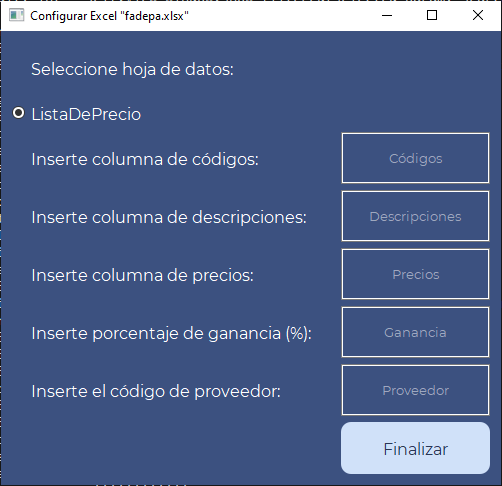 Configurar Excel "fadepa.xlsx"
Seleccione hoja de datos:
ListaDePrecio
Inserte columna de códigos:
Códigos
Inserte columna de descripciones:
Descripciones
Inserte columna de precios:
Precios
Inserte porcentaje de ganancia (%):
Ganancia
Inserte el código de proveedor:
Proveedor
Finalizar